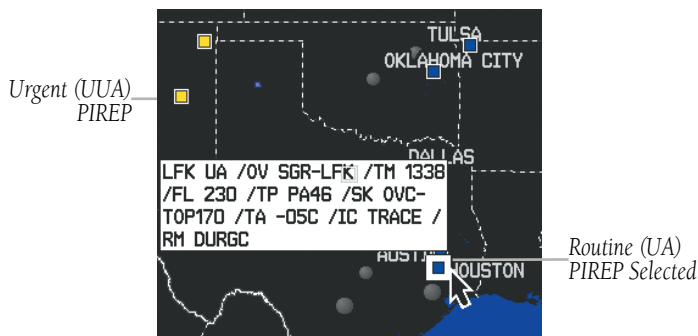 TULSA
OKLAHOMA CITY
Urgent (UUA)
PIREP
DALLAS
LFK UA /OV SGR-LFK /TM 1338
/FL 230 /TP PA46 /SK OVC-
TOP170 /TA -05C /IC TRACE /
RM DURGC
AUSTI
HOUSTON
Routine (UA)
PIREP Selected